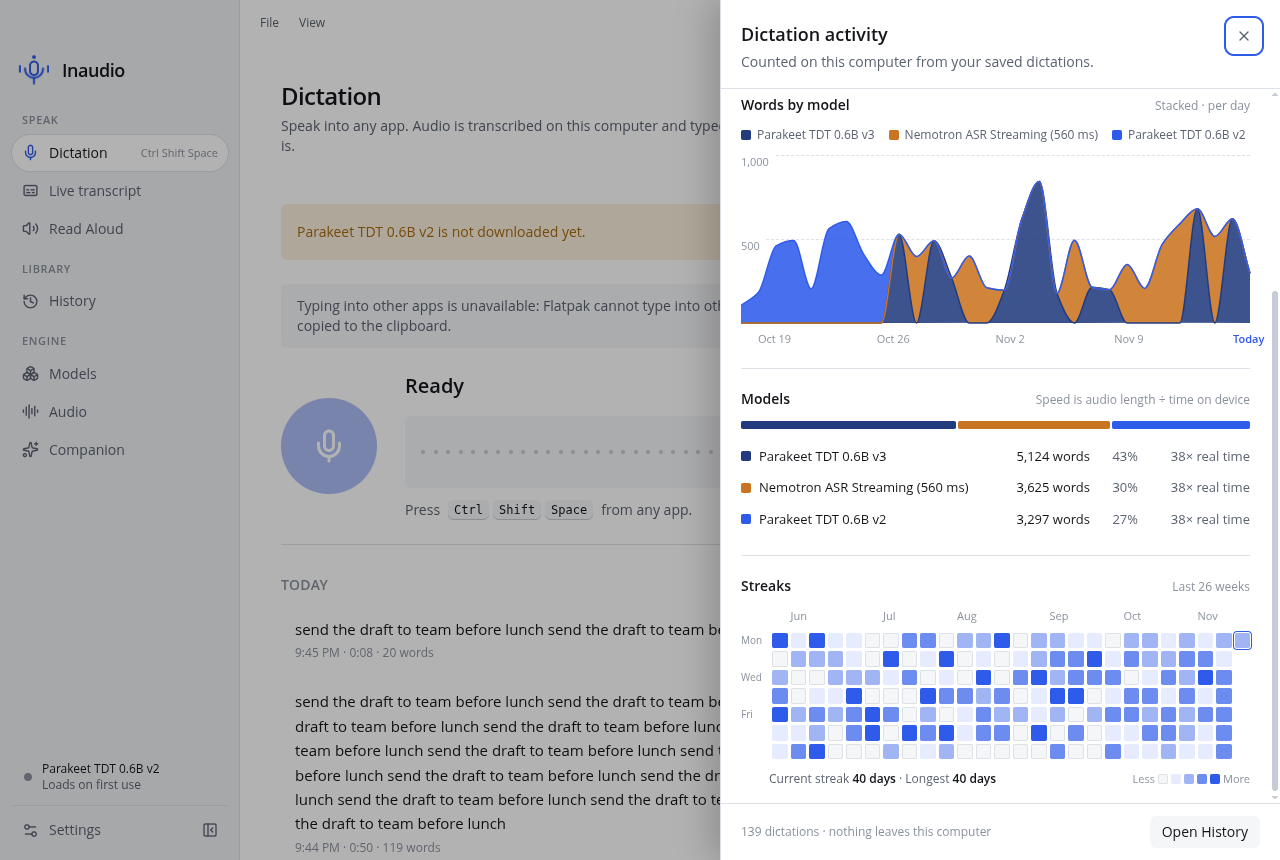 File View
Inaudio
SPEAK
Dictation Ctrl Shift Space
Live transcript
Read Aloud
LIBRARY
History
ENGINE
Models
Audio
Companion
Parakeet TDT 0.6B v2
Loads on first use
Settings
Dictation
Speak into any app. Audio is transcribed on this computer and type
is.
Parakeet TDT 0.6B v2 is not downloaded yet.
Typing into other apps is unavailable: Flatpak cannot type into ot
copied to the clipboard.
Ready
Press Ctrl Shift Space from any app.
TODAY
send the draft to team before lunch send the draft to team b
9:45 PM · 0:08 · 20 words
send the draft to team before lunch send the draft to team b
draft to team before lunch send the draft to team before lun
team before lunch send the draft to team before lunch send t
before lunch send the draft to team before lunch send the d
lunch send the draft to team before lunch send the draft to t
the draft to team before lunch
9:44 PM · 0:50 · 119 words
Dictation activity
Counted on this computer from your saved dictations.
Words by model Stacked · per day
Parakeet TDT 0.6B v3 Nemotron ASR Streaming (560 ms) Parakeet TDT 0.6B v2
1,000
500
Oct 19 Oct 26 Nov 2 Nov 9 Today
Models Speed is audio length ÷ time on device
Parakeet TDT 0.6B v3 5,124 words 43% 38× real time
Nemotron ASR Streaming (560 ms) 3,625 words 30% 38× real time
Parakeet TDT 0.6B v2 3,297 words 27% 38× real time
Streaks Last 26 weeks
Jun Jul Aug Sep Oct Nov
Mon
Wed
Fri
Current streak 40 days · Longest 40 days Less More
139 dictations · nothing leaves this computer Open History